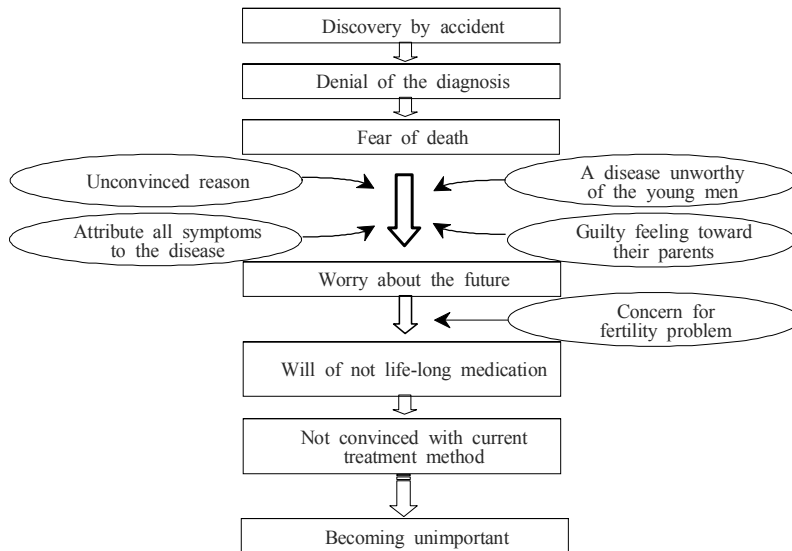 Discovery by accident
Denial of the diagnosis
Fear of death
Unconvinced reason
A disease unworthy
of the young men
Attribute all symptoms
to the disease
Guilty feeling toward
their parents
Worry about the future
Concern for
fertility problem
Will of not life-long medication
Not convinced with current
treatment method
Becoming unimportant